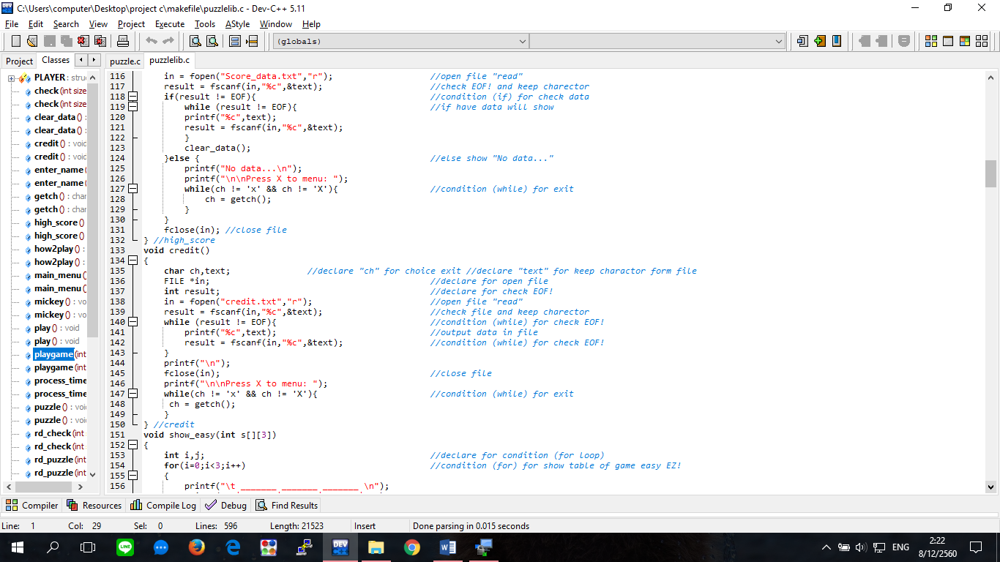 C:\Users\computer\Desktop\project c\makefile\puzzlelib.c - Dev-C++ 5.11
File Edit Search View Project Execute Tools AStyle Window Help
(globals)
Project Classes puzzle.c puzzlelib.c
PLAYER : struc
check (int size
check (int size
clear_data () :
clear_data () :
credit () : void
credit () : void
enter_name (
enter_name (
getch () : char
getch () : char
high_score ()
high_score ()
how2play () :
how2play () :
main_menu (
main_menu (
mickey () : vo
mickey () : vo
play () : void
play () : void
playgame (int
playgame (int
process_time
process_time
puzzle () : voi
puzzle () : voi
rd_check (int
rd_check (int
rd_puzzle (int
rd_puzzle (int
116 in = fopen("Score_data.txt","r"); //open file "read"
117 result = fscanf(in,"%c",&text); //check EOF! and keep charector
118 if(result != EOF){ //condition (if) for check data
119 while (result != EOF){ //if have data will show
120 printf("%c",text);
121 result = fscanf(in,"%c",&text);
122 }
123 clear_data();
124 }else { //else show "No data..."
125 printf("No data...\n");
126 printf("\n\nPress X to menu: ");
127 while(ch != 'x' && ch != 'X'){ //condition (while) for exit
128 ch = getch();
129 }
130 }
131 fclose(in); //close file
132 } //high_score
133 void credit()
134 {
135 char ch,text; //declare "ch" for choice exit //declare "text" for keep charactor form file
136 FILE *in; //declare for open file
137 int result; //declare for check EOF!
138 in = fopen("credit.txt","r"); //open file "read"
139 result = fscanf(in,"%c",&text); //check file and keep charector
140 while (result != EOF){ //condition (while) for check EOF!
141 printf("%c",text); //output data in file
142 result = fscanf(in,"%c",&text); //condition (while) for check EOF!
143 }
144 printf("\n");
145 fclose(in); //close file
146 printf("\n\nPress X to menu: ");
147 while(ch != 'x' && ch != 'X'){ //condition (while) for exit
148 ch = getch();
149 }
150 } //credit
151 void show_easy(int s[][3])
152 {
153 int i,j; //declare for condition (for loop)
154 for(i=0;i<3;i++) //condition (for) for show table of game easy EZ!
155 {
156 printf("\t _______ _______ _______ \n");
Compiler Resources Compile Log Debug Find Results
Line: 1 Col: 29 Sel: 0 Lines: 596 Length: 21523 Insert Done parsing in 0.015 seconds
LINE DEV ENG 2:22
8/12/2560